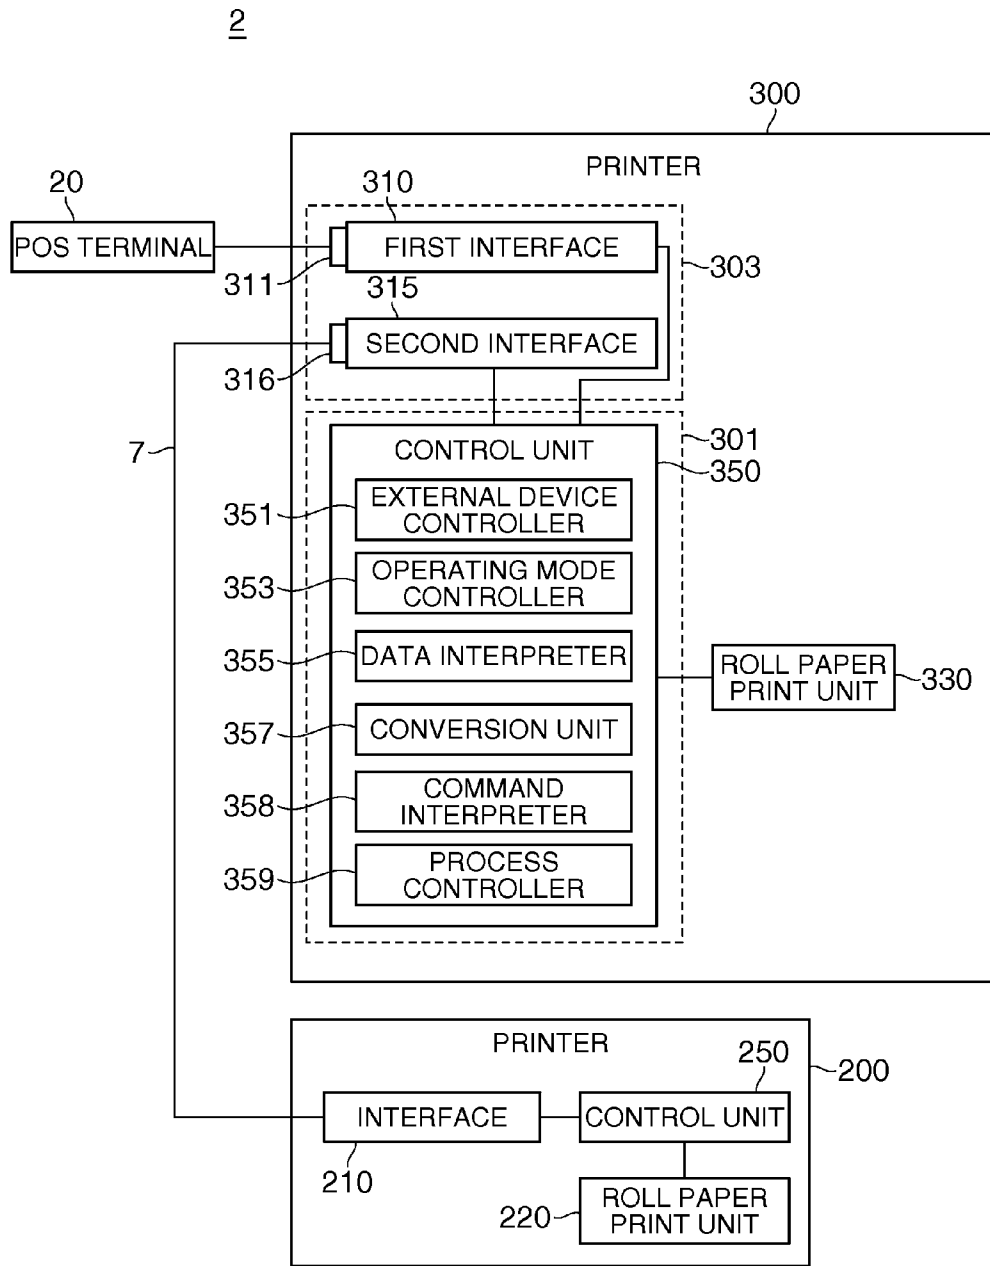 2
300
PRINTER
20
310
POS TERMINAL
FIRST INTERFACE
311
303
315
SECOND INTERFACE
316
7
301
CONTROL UNIT
350
351
EXTERNAL DEVICE
CONTROLLER
353
OPERATING MODE
CONTROLLER
355
DATA INTERPRETER
ROLL PAPER
PRINT UNIT
330
357
CONVERSION UNIT
358
COMMAND
INTERPRETER
359
PROCESS
CONTROLLER
PRINTER
250
200
INTERFACE
CONTROL UNIT
210
220
ROLL PAPER
PRINT UNIT